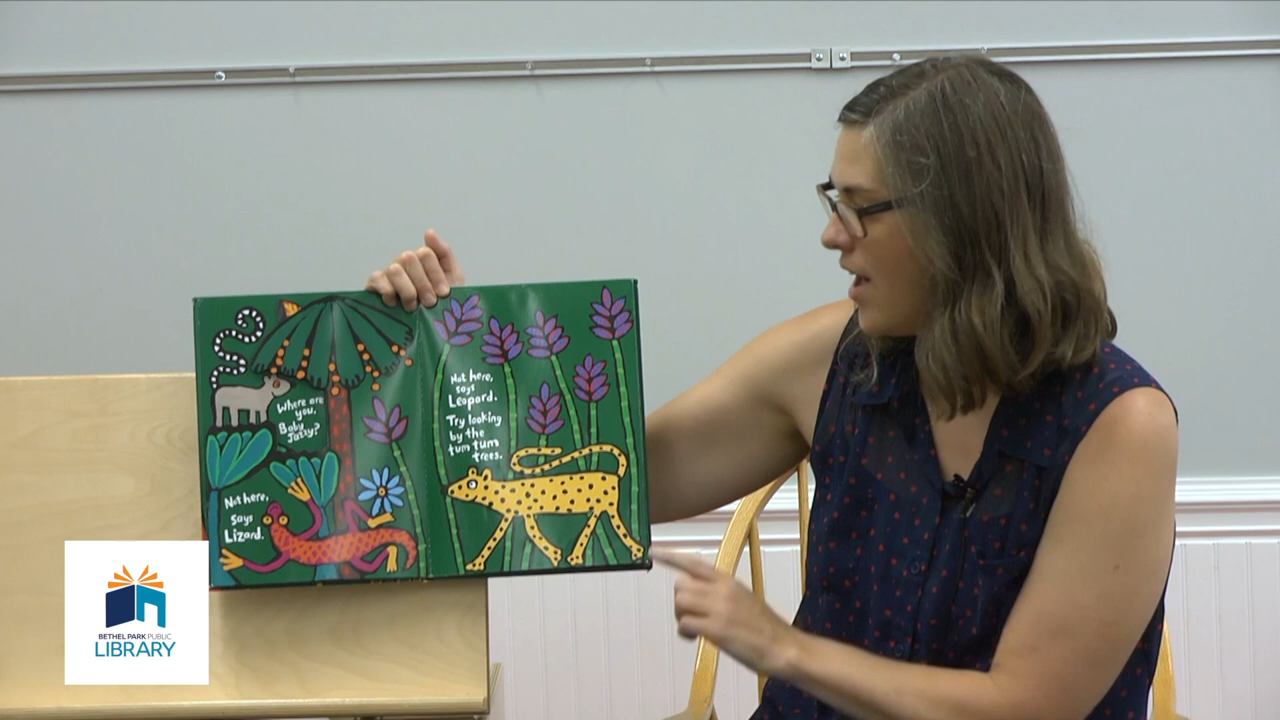 Where are
you,
Baby
Jazzy?
Not here,
says
Lizard.
Not here,
says
Leopard.
Try looking
by the
tum tum
trees.
BETHEL PARK PUBLIC
LIBRARY